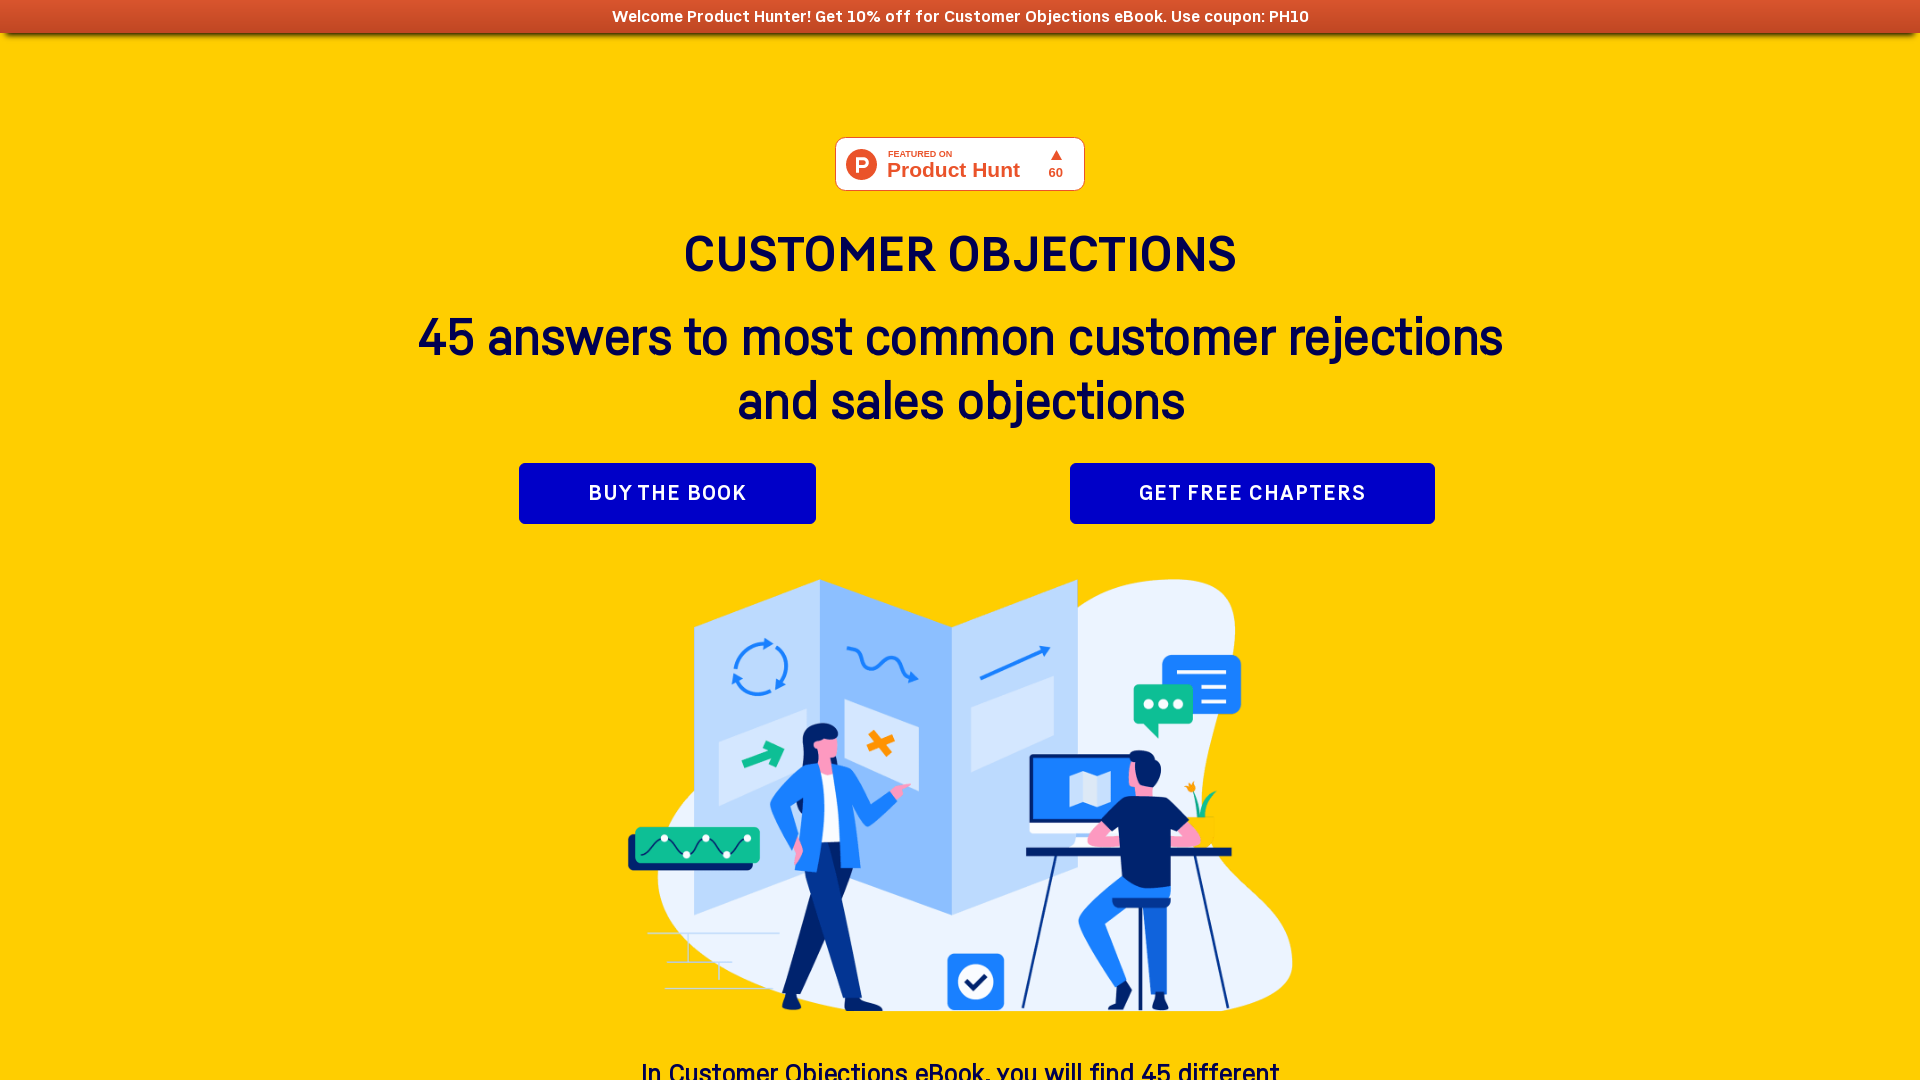 Welcome Product Hunter! Get 10% off for Customer Objections eBook. Use coupon: PH10
FEATURED ON
Product Hunt
60
CUSTOMER OBJECTIONS
45 answers to most common customer rejections
and sales objections
BUY THE BOOK
GET FREE CHAPTERS
In Customer Objections eBook, you will find 45 different